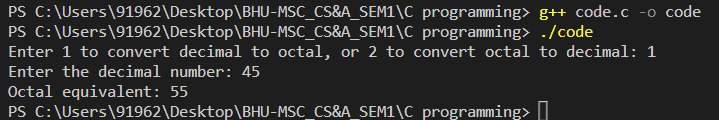 PS C:\Users\91962\Desktop\BHU-MSC_CS&A_SEM1\C programming> g++ code.c -o code
PS C:\Users\91962\Desktop\BHU-MSC_CS&A_SEM1\C programming> ./code
Enter 1 to convert decimal to octal, or 2 to convert octal to decimal: 1
Enter the decimal number: 45
Octal equivalent: 55
PS C:\Users\91962\Desktop\BHU-MSC_CS&A_SEM1\C programming>